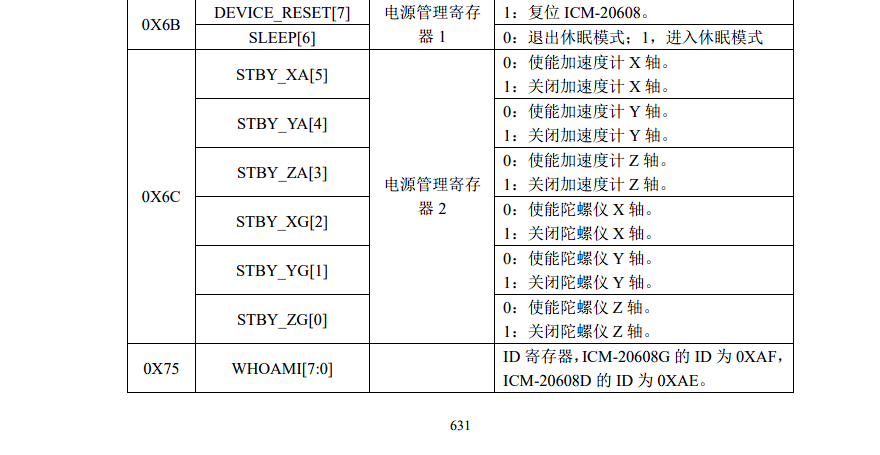 0X6B
DEVICE_RESET[7]
电源管理寄存
器 1
1：复位 ICM-20608。
SLEEP[6]
0：退出休眠模式；1，进入休眠模式
0X6C
STBY_XA[5]
电源管理寄存
器 2
0：使能加速度计 X 轴。
1：关闭加速度计 X 轴。
STBY_YA[4]
0：使能加速度计 Y 轴。
1：关闭加速度计 Y 轴。
STBY_ZA[3]
0：使能加速度计 Z 轴。
1：关闭加速度计 Z 轴。
STBY_XG[2]
0：使能陀螺仪 X 轴。
1：关闭陀螺仪 X 轴。
STBY_YG[1]
0：使能陀螺仪 Y 轴。
1：关闭陀螺仪 Y 轴。
STBY_ZG[0]
0：使能陀螺仪 Z 轴。
1：关闭陀螺仪 Z 轴。
0X75
WHOAMI[7:0]
ID 寄存器，ICM-20608G 的 ID 为 0XAF，
ICM-20608D 的 ID 为 0XAE。
631